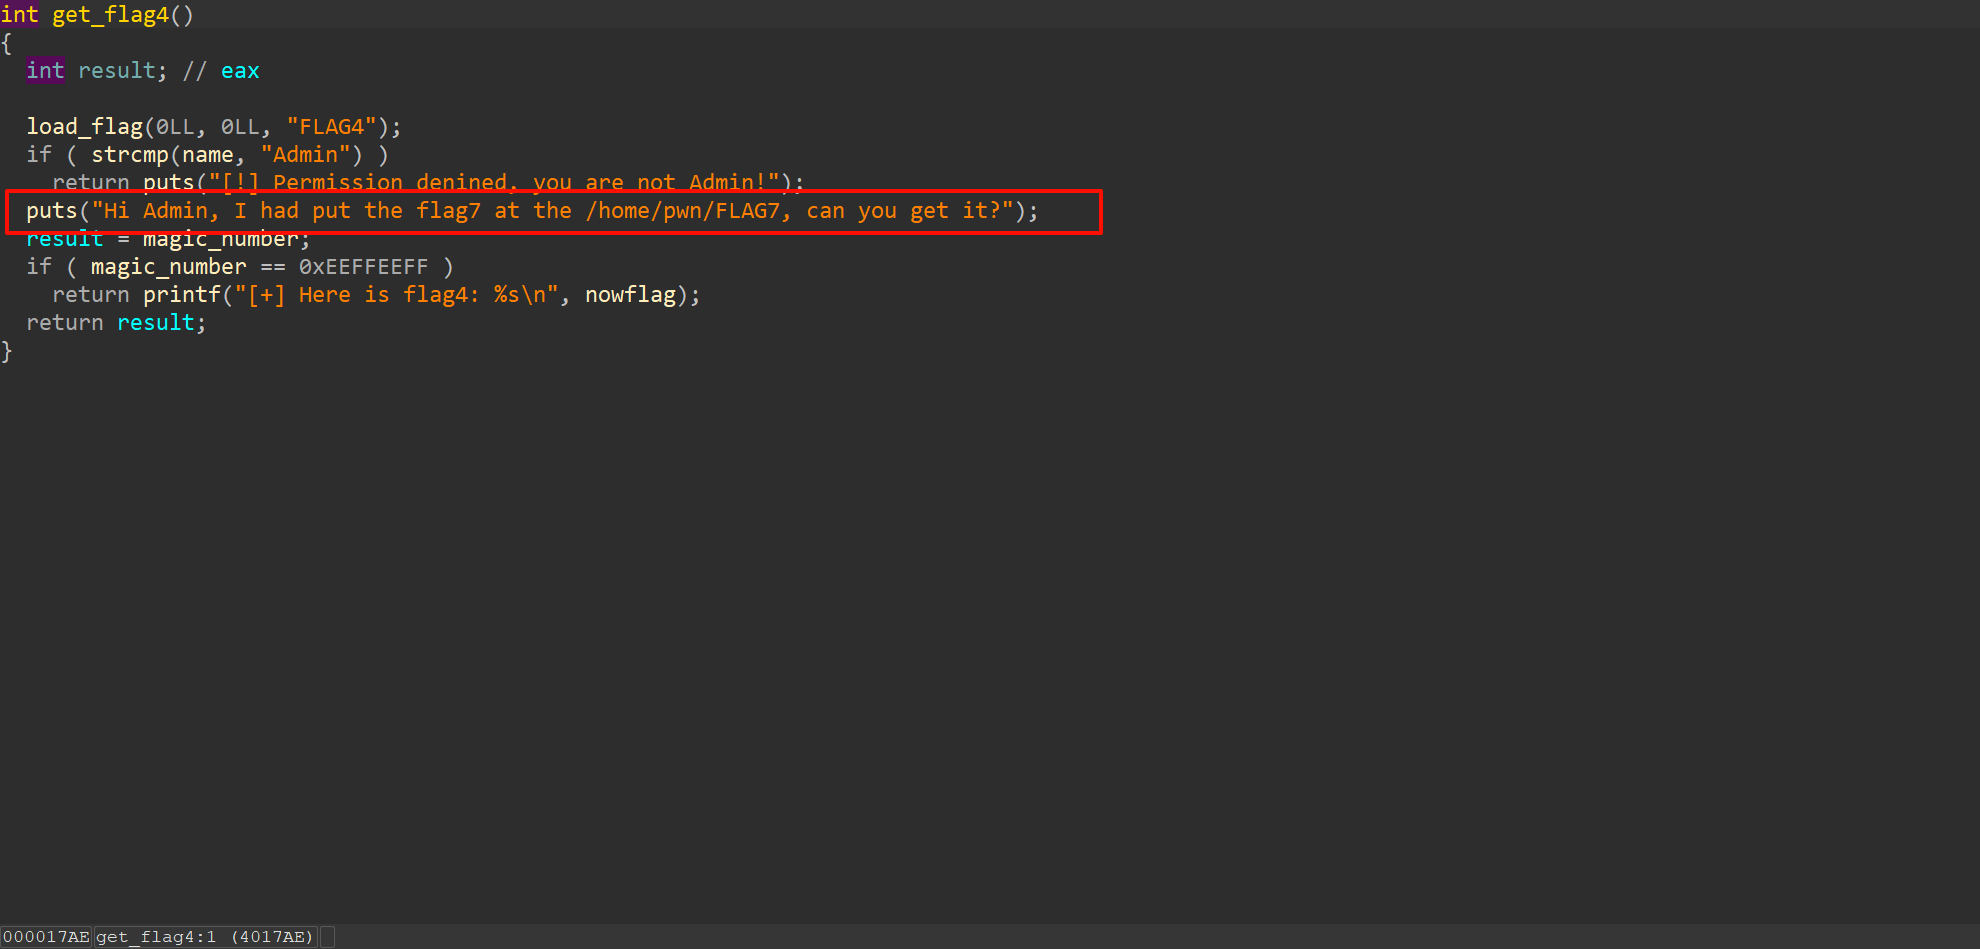 int get_flag4()
{
  int result; // eax

  load_flag(0LL, 0LL, "FLAG4");
  if ( strcmp(name, "Admin") )
    return puts("[!] Permission denined, you are not Admin!");
  puts("Hi Admin, I had put the flag7 at the /home/pwn/FLAG7, can you get it?");
  result = magic_number;
  if ( magic_number == 0xEEFFEEFF )
    return printf("[+] Here is flag4: %s\n", nowflag);
  return result;
}
000017AE get_flag4:1 (4017AE)